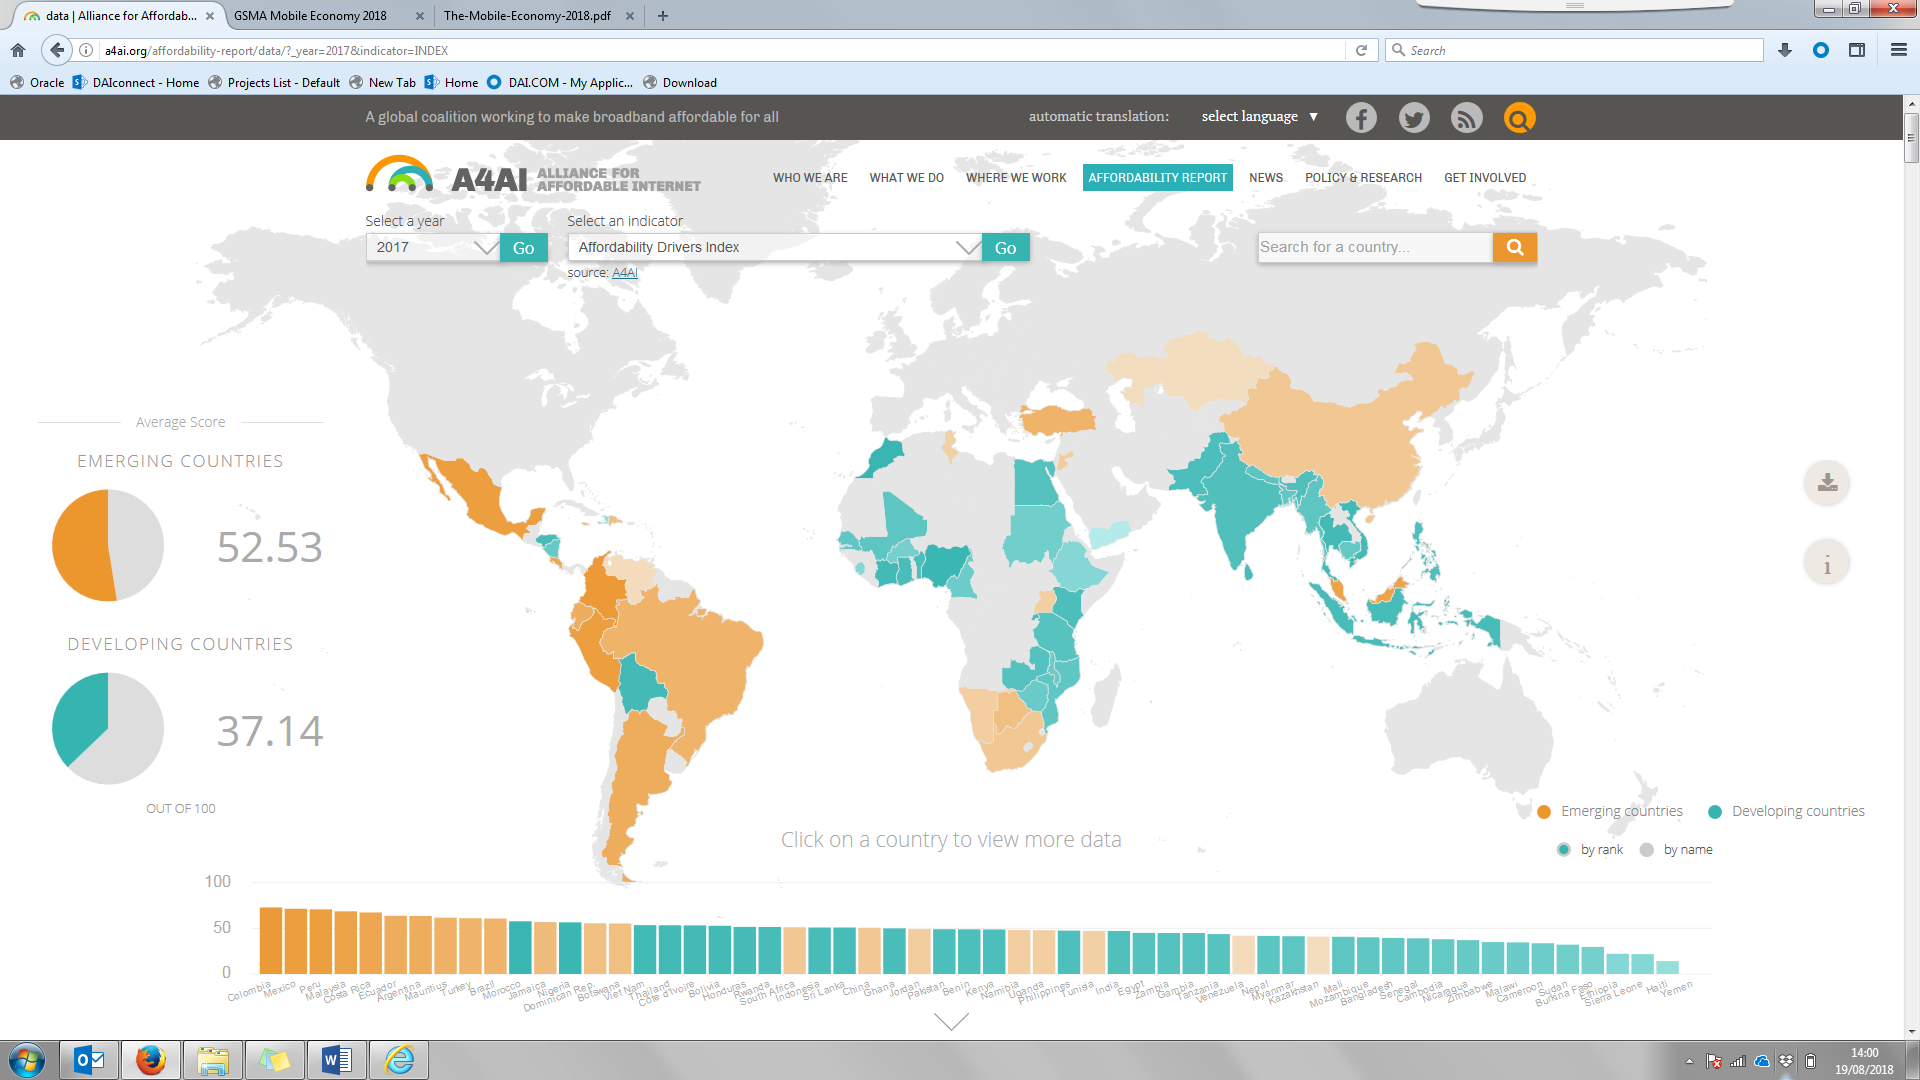 data | Alliance for Affordab...
GSMA Mobile Economy 2018
The-Mobile-Economy-2018.pdf
a4ai.org/affordability-report/data/?_year=2017&indicator=INDEX
Search
Oracle
DAIconnect - Home
Projects List - Default
New Tab
Home
DAI.COM - My Applic...
Download
A global coalition working to make broadband affordable for all
automatic translation:
select language ▼
A4AI
ALLIANCE FOR
AFFORDABLE INTERNET
WHO WE ARE
WHAT WE DO
WHERE WE WORK
AFFORDABILITY REPORT
NEWS
POLICY & RESEARCH
GET INVOLVED
Select a year
Select an indicator
2017
Go
Affordability Drivers Index
Go
Search for a country...
source: A4AI
Average Score
EMERGING COUNTRIES
52.53
DEVELOPING COUNTRIES
37.14
OUT OF 100
Emerging countries
Developing countries
Click on a country to view more data
by rank
by name
100
50
0
Colombia
Mexico
Peru
Malaysia
Costa Rica
Ecuador
Argentina
Mauritius
Turkey
Brazil
Morocco
Jamaica
Nigeria
Dominican Rep.
Botswana
Viet Nam
Thailand
Côte d'Ivoire
Bolivia
Honduras
Rwanda
South Africa
Indonesia
Sri Lanka
China
Ghana
Jordan
Pakistan
Benin
Kenya
Namibia
Uganda
Philippines
Tunisia
India
Egypt
Zambia
Gambia
Tanzania
Venezuela
Nepal
Myanmar
Kazakhstan
Mali
Mozambique
Bangladesh
Senegal
Cambodia
Nicaragua
Zimbabwe
Malawi
Cameroon
Sudan
Burkina Faso
Ethiopia
Sierra Leone
Haiti
Yemen
14:00
19/08/2018